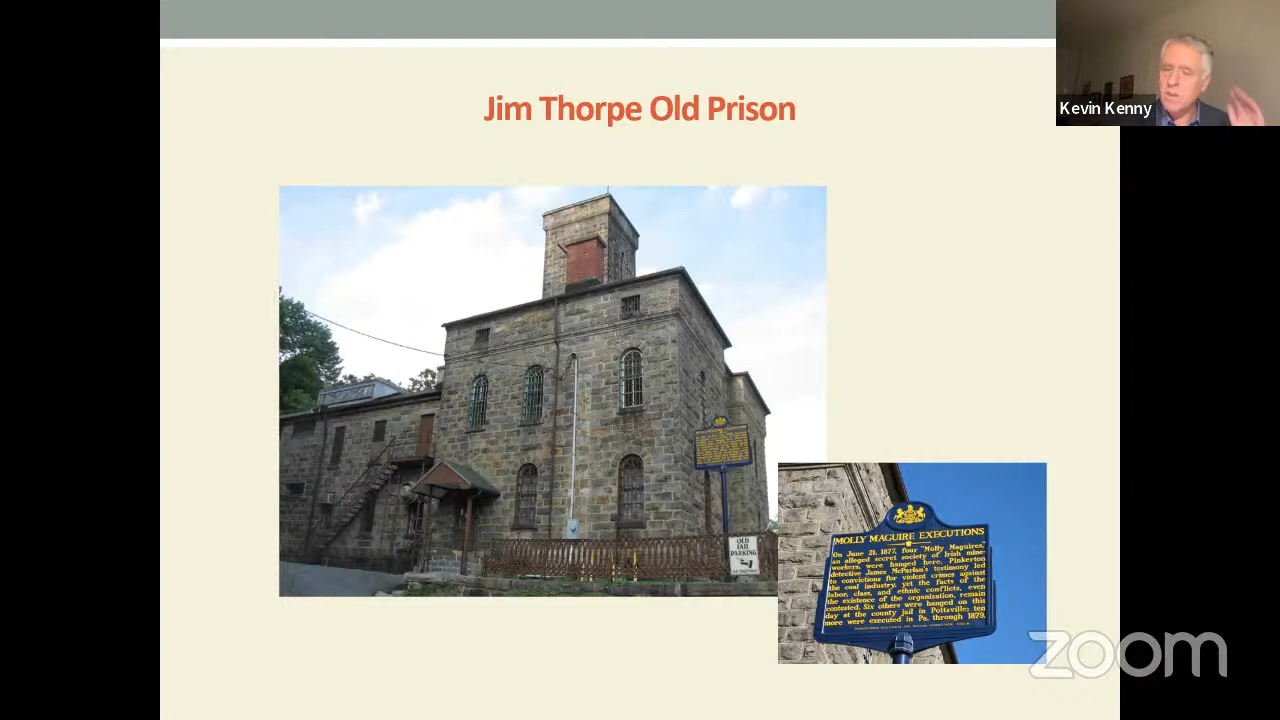 Jim Thorpe Old Prison
Kevin Kenny
MOLLY MAGUIRE EXECUTIONS
OLD
JAIL
PARKING
MOLLY MAGUIRE EXECUTIONS
On June 21, 1877, four "Molly Maguires,"
an alleged secret society of Irish mine-
workers, were hanged here. Pinkerton
detective James McParlan's testimony led
to convictions for violent crimes against
the coal industry, yet the facts of the
labor, class, and ethnic conflicts, even
the existence of the organization, remain
contested. Six others were hanged on this
day at the county jail in Pottsville; ten
more were executed in Pa. through 1879.
zoom